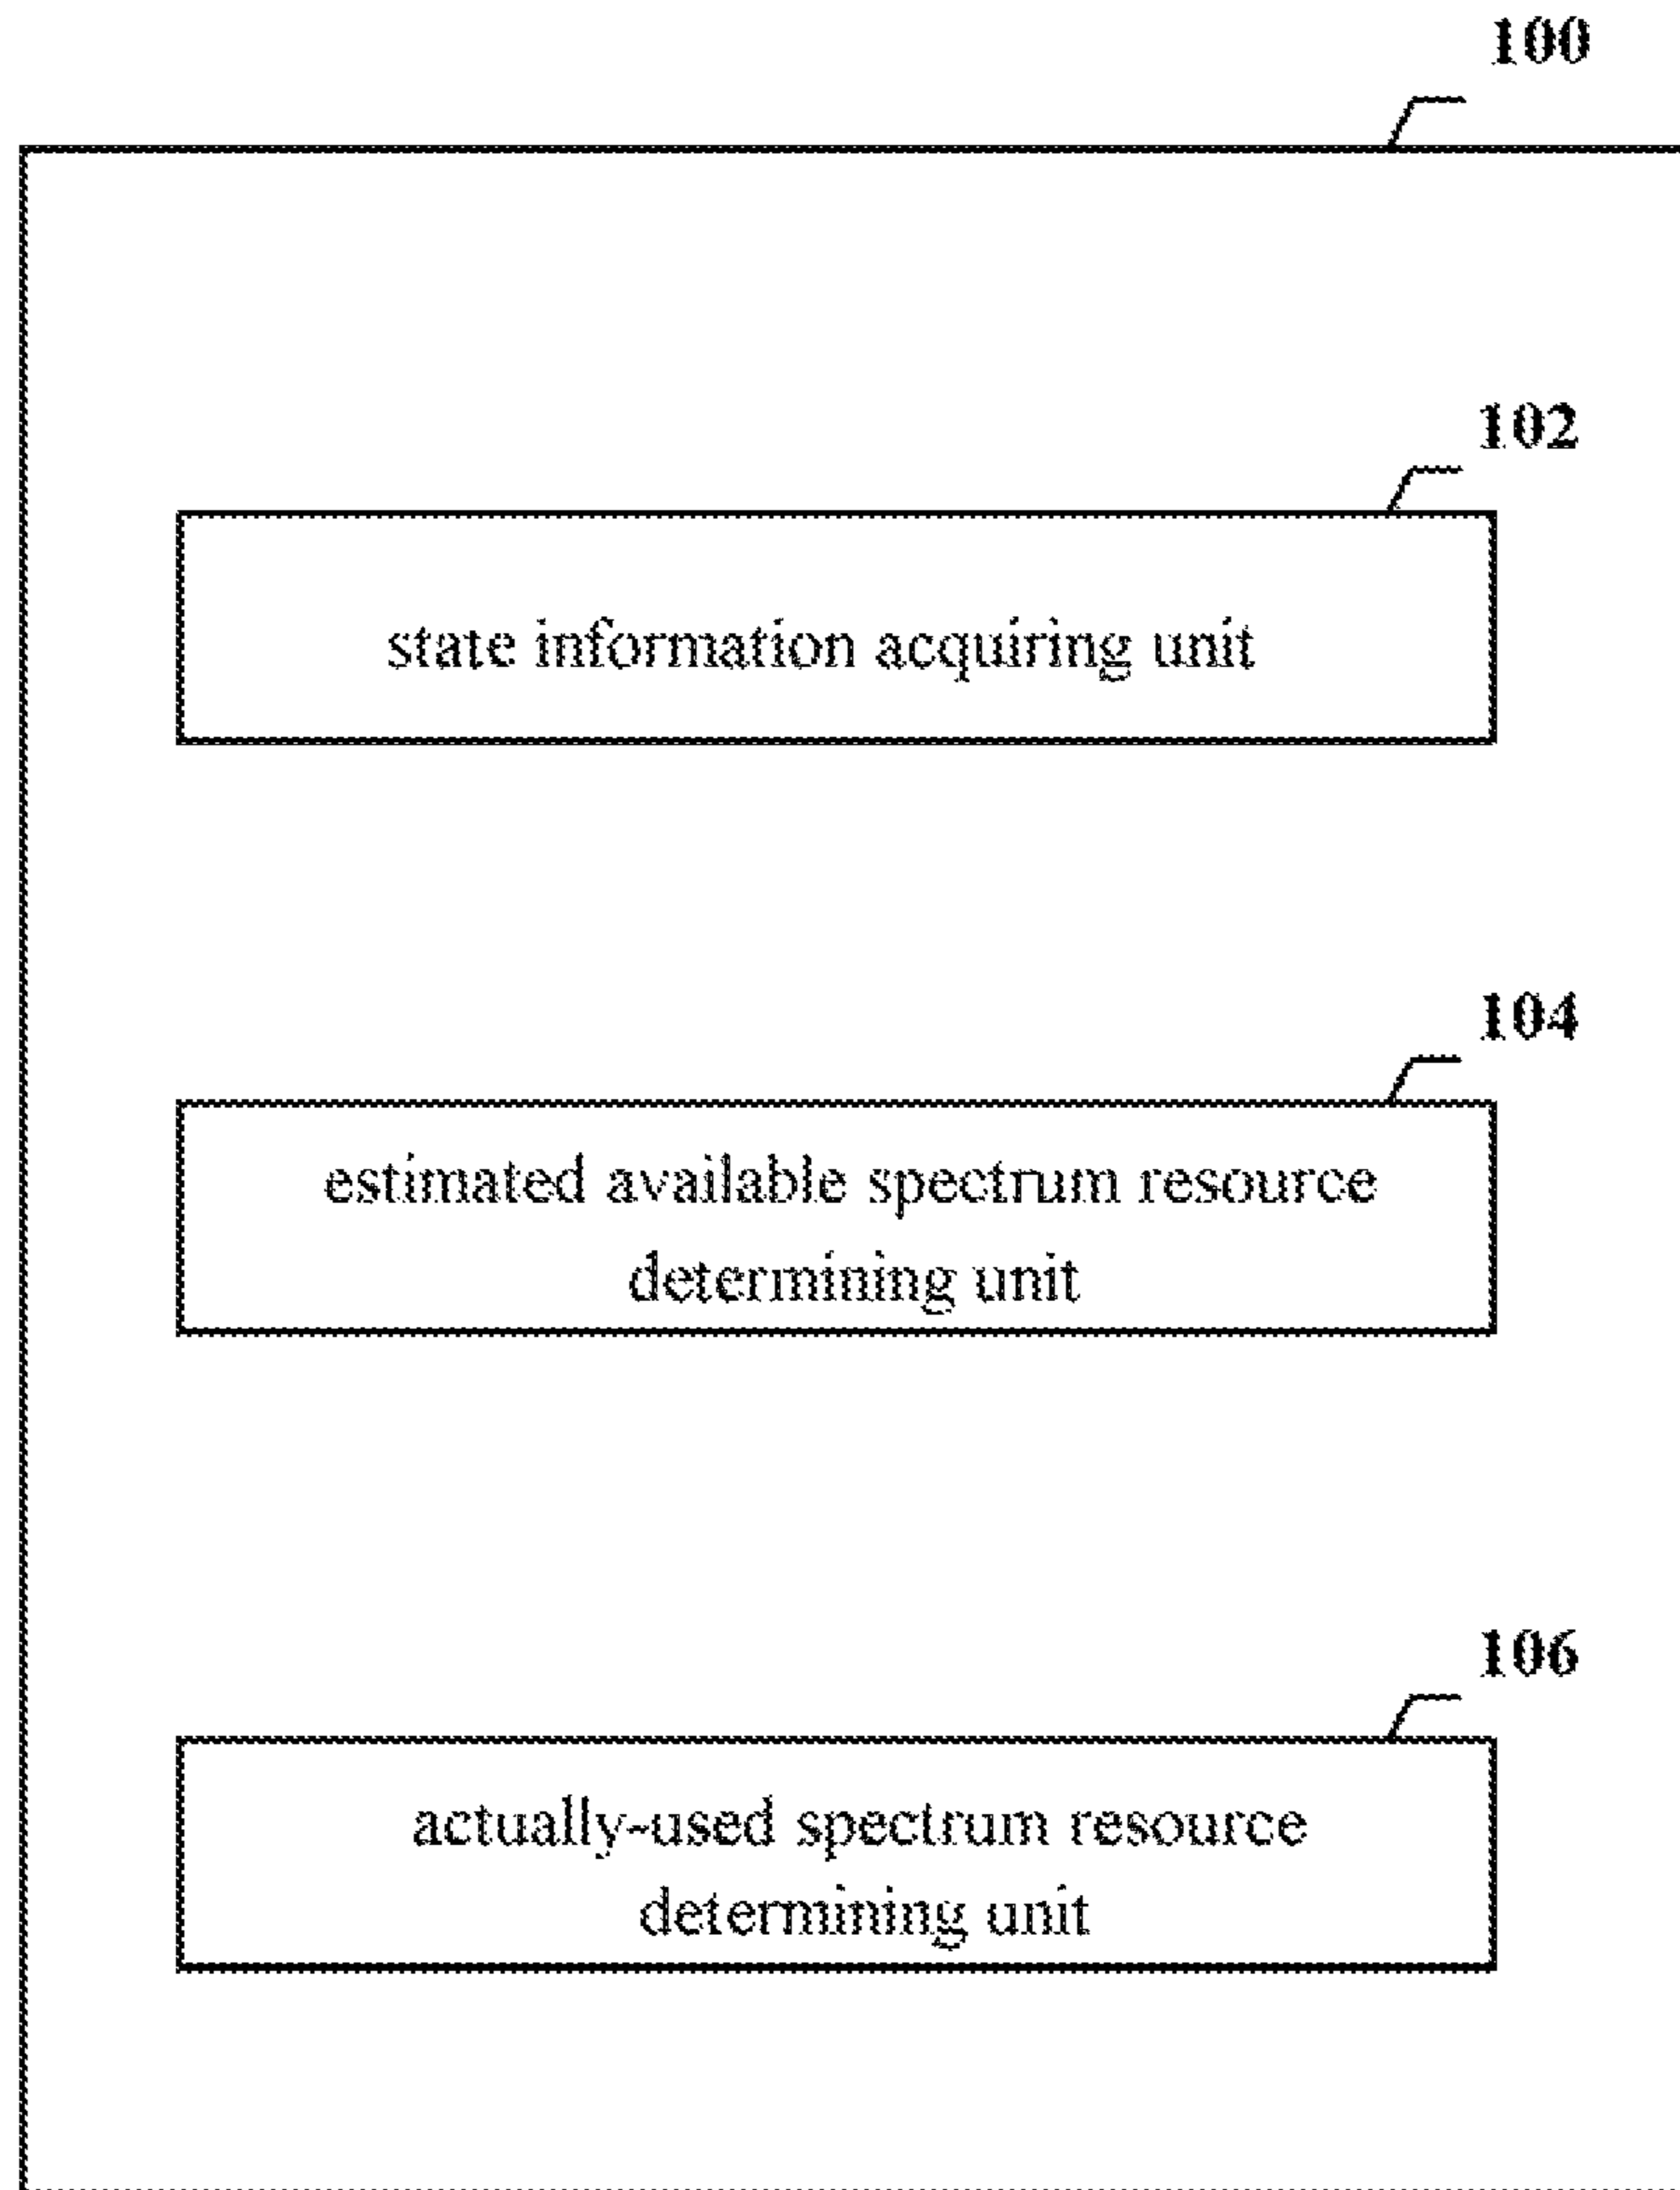 100
102
state information acquiring unit
104
estimated available spectrum resource
determining unit
106
actually-used spectrum resource
determining unit